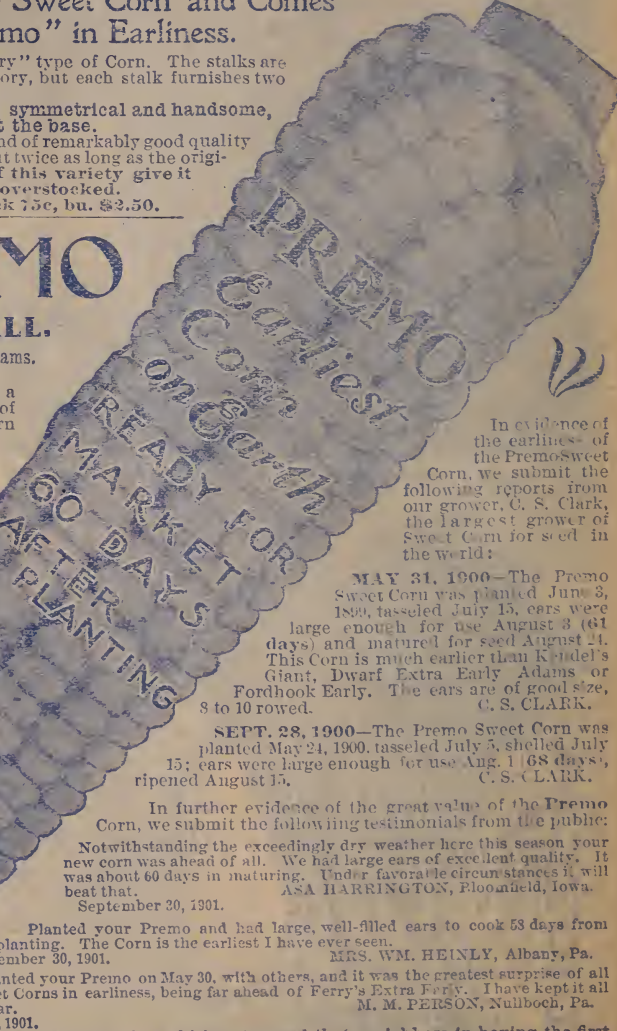 Sweet Corn and Comes
mo" in Earliness.
ry" type of Corn. The stalks are
ory, but each stalk furnishes two
symmetrical and handsome,
t the base.
nd of remarkably good quality
ut twice as long as the origi-
f this variety give it
overstocked.
k 75c, bu. $2.50.
MO
LL.
ams.
a
of
rn
PREMO
Earliest
Corn
on Earth
READY FOR
MARKET
60 DAYS
AFTER
PLANTING
In evidence of
the earliness of
the Premo Sweet
Corn, we submit the
following reports from
our grower, C. S. Clark,
the largest grower of
Sweet Corn for seed in
the world:
MAY 31, 1900—The Premo
Sweet Corn was planted June 3,
1899, tasseled July 15, ears were
large enough for use August 3 (61
days) and matured for seed August 24.
This Corn is much earlier than Kendel's
Giant, Dwarf Extra Early Adams or
Fordhook Early. The ears are of good size,
8 to 10 rowed. C. S. CLARK.
SEPT. 28, 1900—The Premo Sweet Corn was
planted May 24, 1900, tasseled July 5, shelled July
15; ears were large enough for use Aug. 1 (68 days),
ripened August 15. C. S. CLARK.
In further evidence of the great value of the Premo
Corn, we submit the follow iing testimonials from the public:
Notwithstanding the exceedingly dry weather here this season your
new corn was ahead of all. We had large ears of excellent quality. It
was about 60 days in maturing. Under favorable circumstances it will
beat that. ASA HARRINGTON, Bloomfield, Iowa.
September 30, 1901.
Planted your Premo and had large, well-filled ears to cook 58 days from
planting. The Corn is the earliest I have ever seen.
ember 30, 1901. MRS. WM. HEINLY, Albany, Pa.
nted your Premo on May 30, with others, and it was the greatest surprise of all
et Corns in earliness, being far ahead of Ferry's Extra Early. I have kept it all
ar. M. M. PERSON, Nullboch, Pa.
1901.